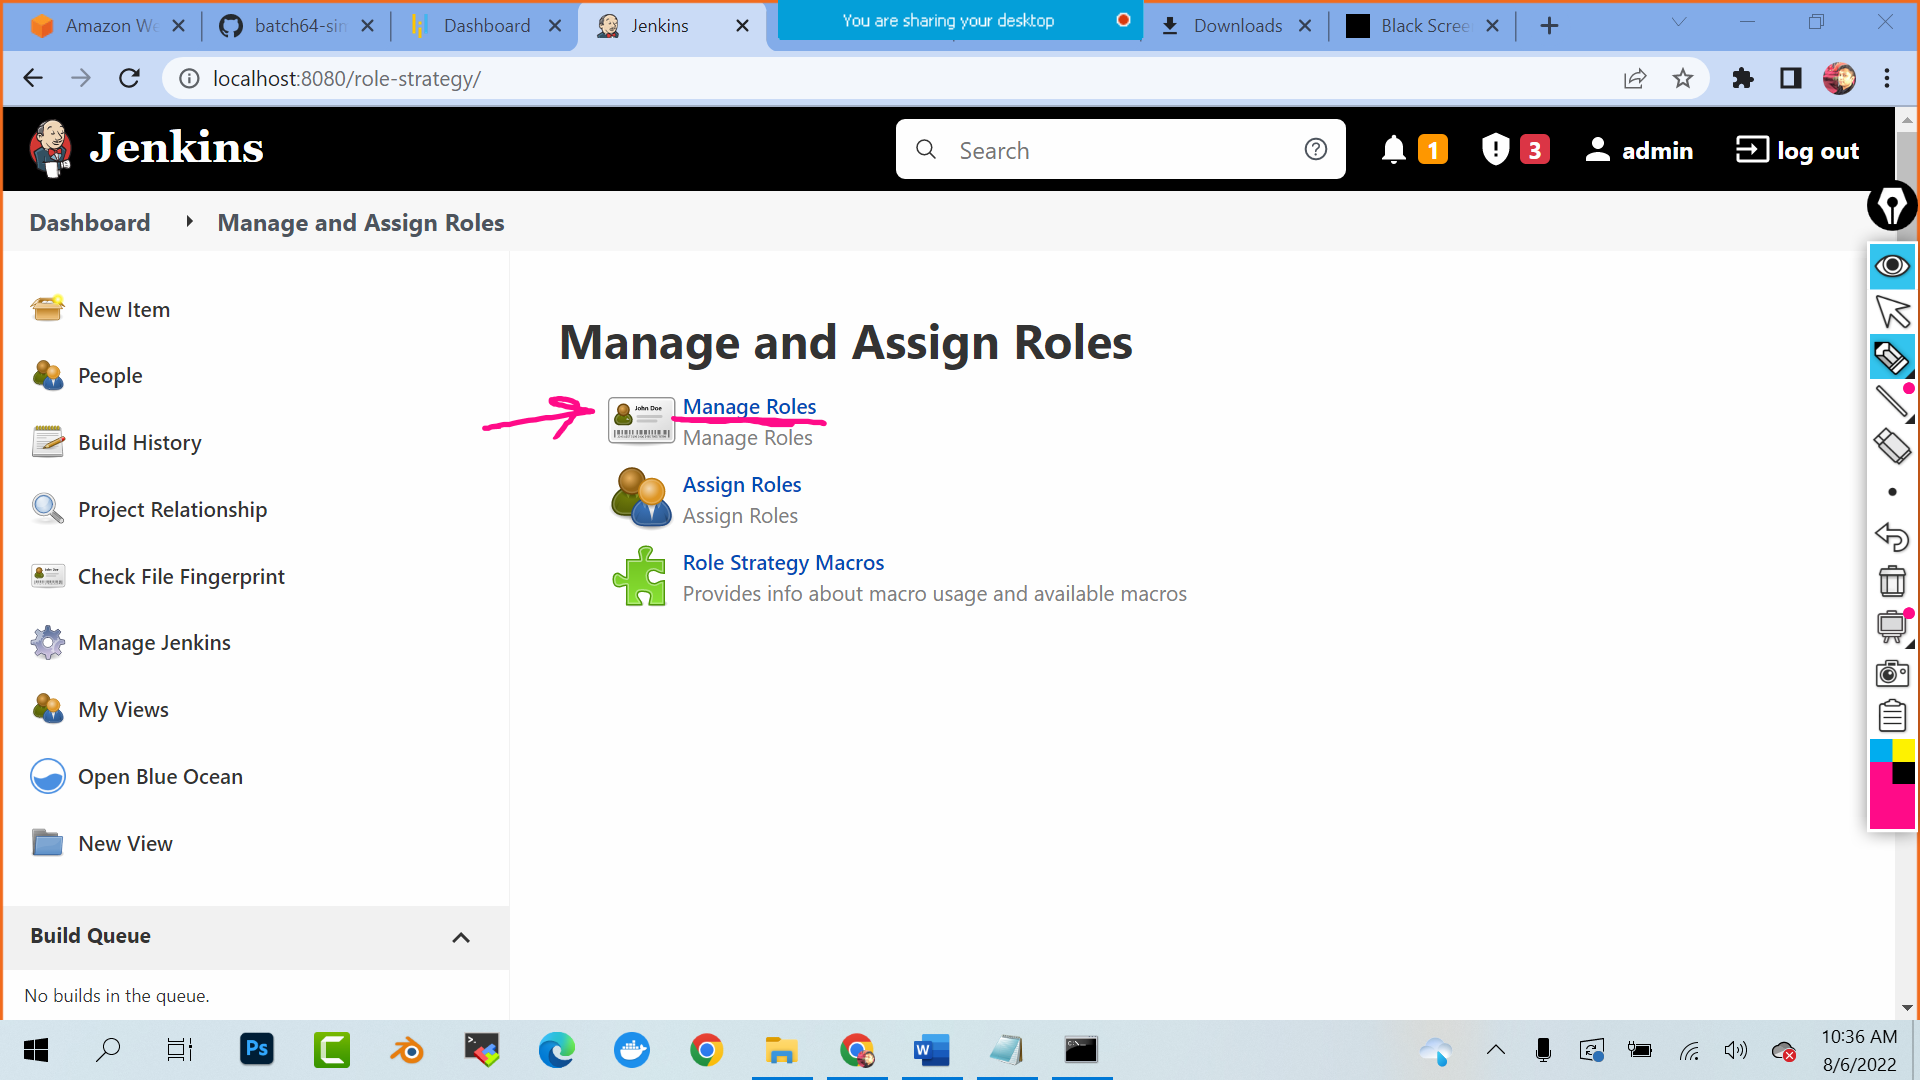 Amazon We
batch64-sim
Dashboard
Jenkins
You are sharing your desktop
Downloads
Black Scree
localhost:8080/role-strategy/
Jenkins
Search
1
3
admin
log out
Dashboard
Manage and Assign Roles
New Item
People
Build History
Project Relationship
Check File Fingerprint
Manage Jenkins
My Views
Open Blue Ocean
New View
Build Queue
No builds in the queue.
Manage and Assign Roles
John Doe
Manage Roles
Manage Roles
Assign Roles
Assign Roles
Role Strategy Macros
Provides info about macro usage and available macros
Ps
W
10:36 AM
8/6/2022